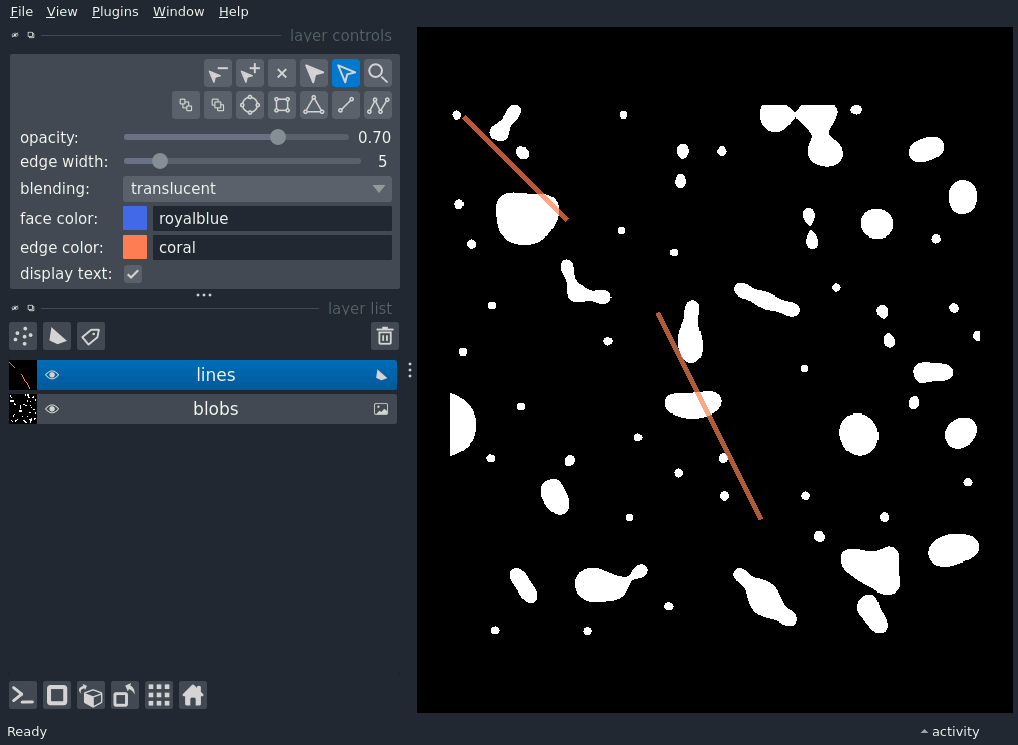 File View Plugins Window Help
layer controls
opacity: 0.70
edge width: 5
blending: translucent
face color: royalblue
edge color: coral
display text:
layer list
lines
blobs
Ready
activity